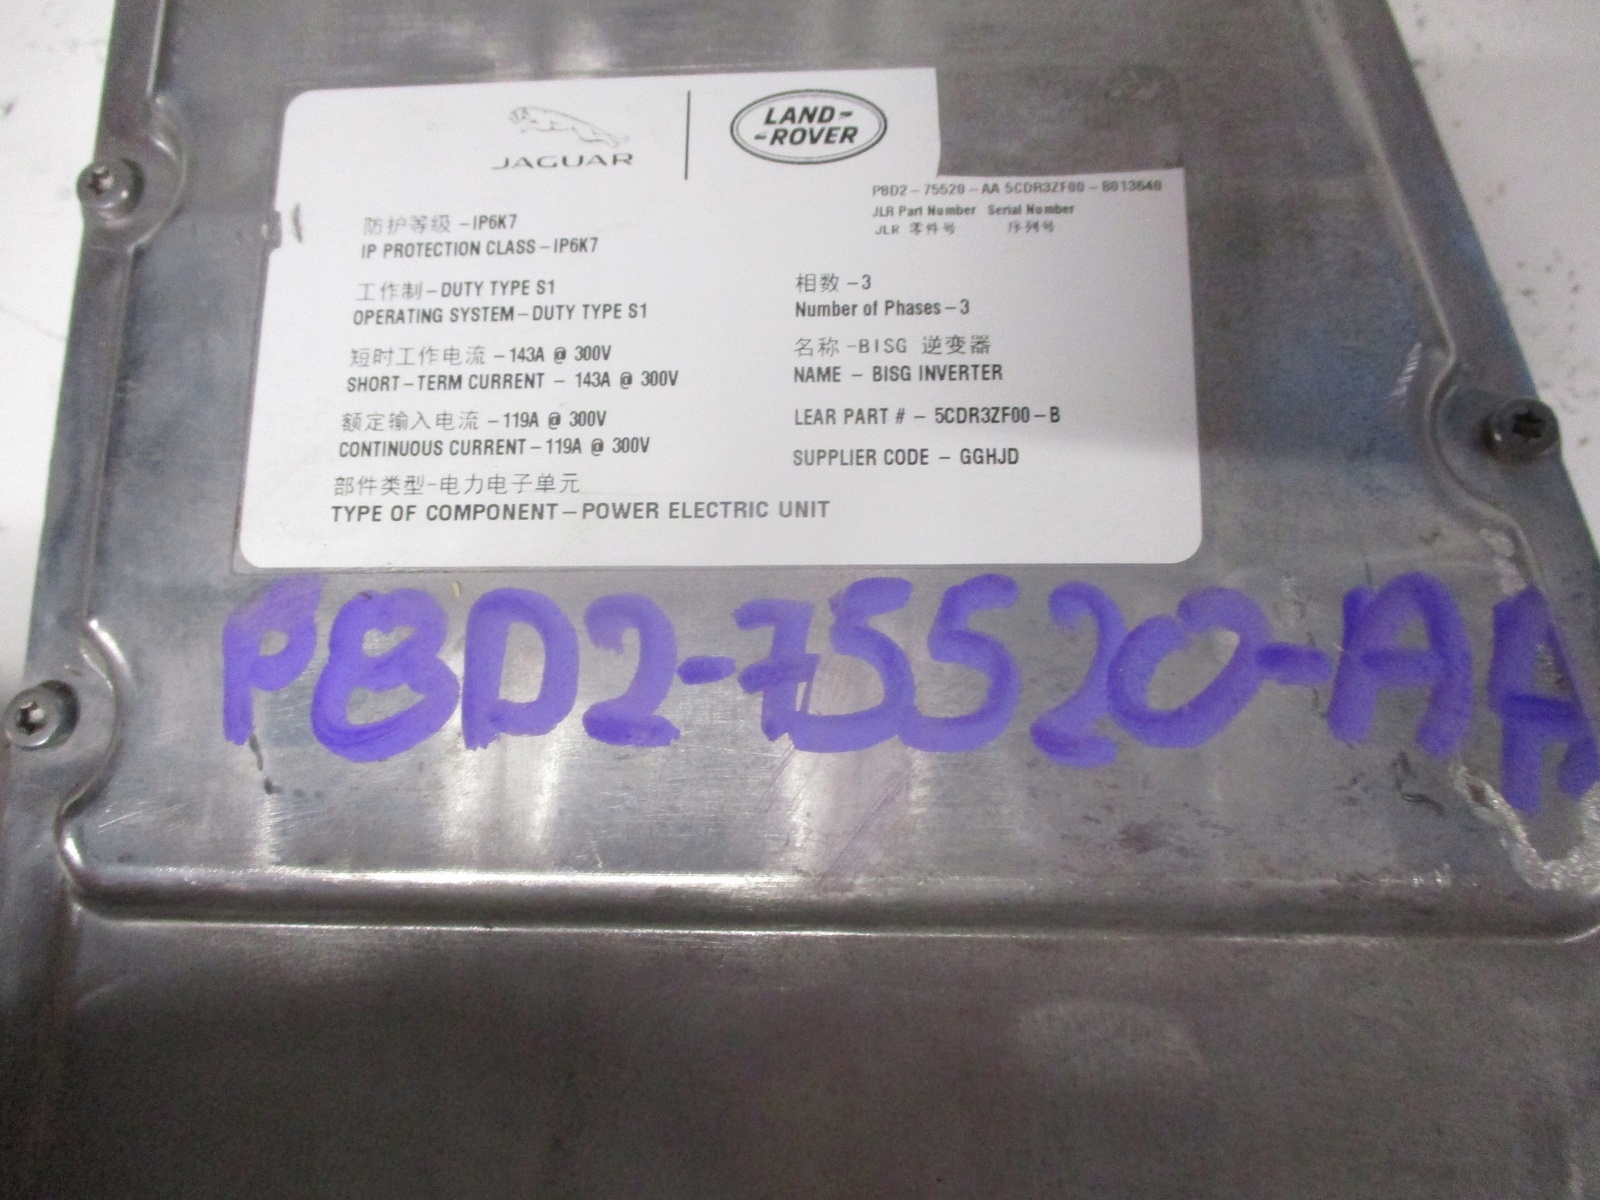 JAGUAR
LAND-
-ROVER
P8D2-75520-AA 5CDR3ZF00-B013640
JLR Part Number Serial Number
JLR 零件号 序列号
防护等级 -IP6K7
IP PROTECTION CLASS-IP6K7
工作制-DUTY TYPE S1
OPERATING SYSTEM-DUTY TYPE S1
短时工作电流 -143A @ 300V
SHORT-TERM CURRENT - 143A @ 300V
额定输入电流 -119A @ 300V
CONTINUOUS CURRENT-119A @ 300V
部件类型-电力电子单元
TYPE OF COMPONENT-POWER ELECTRIC UNIT
相数 -3
Number of Phases-3
名称 -BISG 逆变器
NAME - BISG INVERTER
LEAR PART # - 5CDR3ZF00-B
SUPPLIER CODE - GGHJD
P8D2-75520-AA